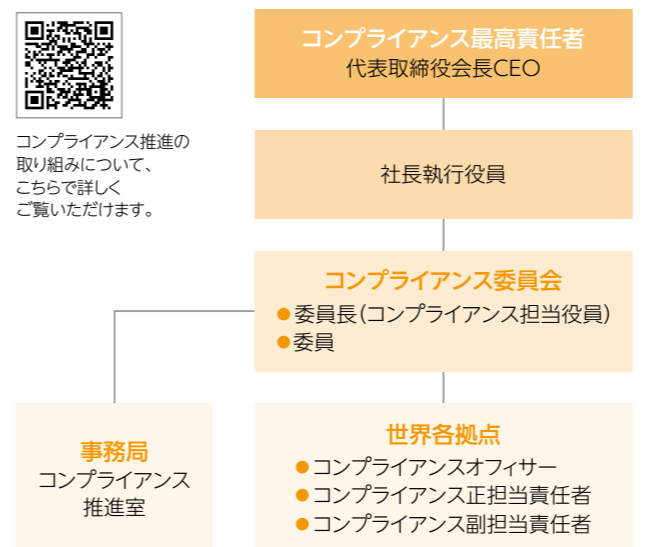 コンプライアンス最高責任者
代表取締役会長CEO
コンプライアンス推進の
取り組みについて、
こちらで詳しく
ご覧いただけます。
社長執行役員
コンプライアンス委員会
●委員長（コンプライアンス担当役員）
●委員
事務局
コンプライアンス
推進室
世界各拠点
●コンプライアンスオフィサー
●コンプライアンス正担当責任者
●コンプライアンス副担当責任者